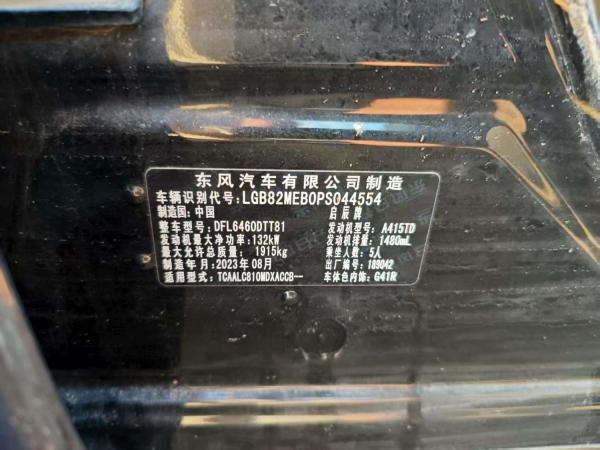 东风汽车有限公司制造
车辆识别代号: LGB82MEB0PS044554
制造国: 中国 启辰牌
整车型号: DFL6460DTT81 发动机型号: A415TD
发动机最大净功率: 132kW 发动机排量: 1480mL
最大允许总质量: 1915kg 乘坐人数: 5人
制造年月: 2023年08月 出厂编号: 189042
适用型式: TCAALC810MDXACCB-- 车体色内饰: G41R